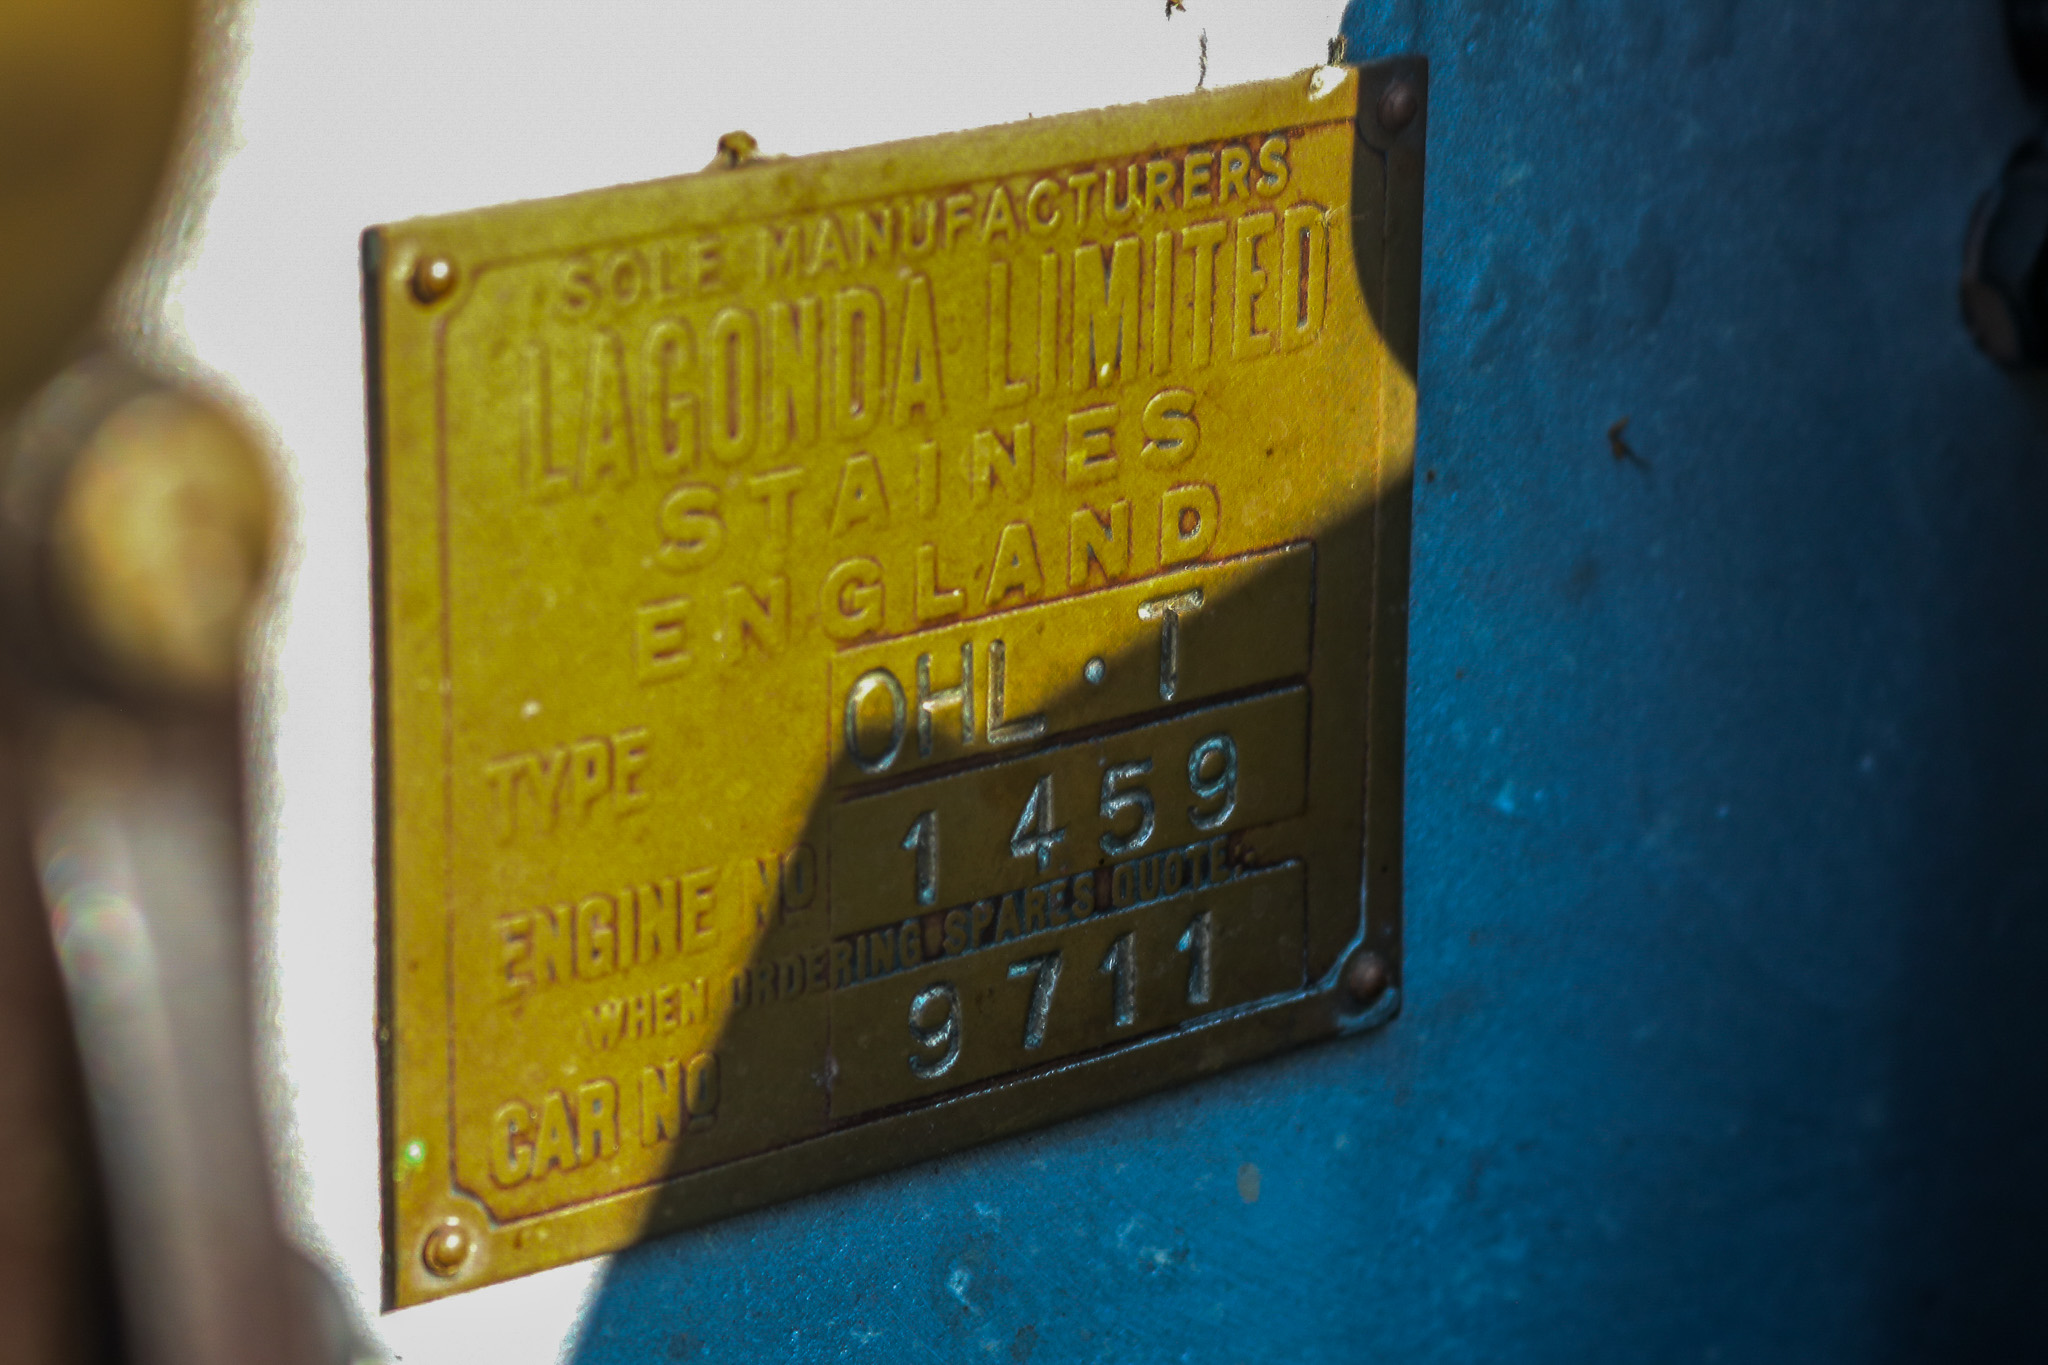 SOLE MANUFACTURERS
LAGONDA LIMITED
STAINES
ENGLAND
TYPE OHL · T
ENGINE NO 1459
WHEN ORDERING SPARES QUOTE:-
CAR NO 9711